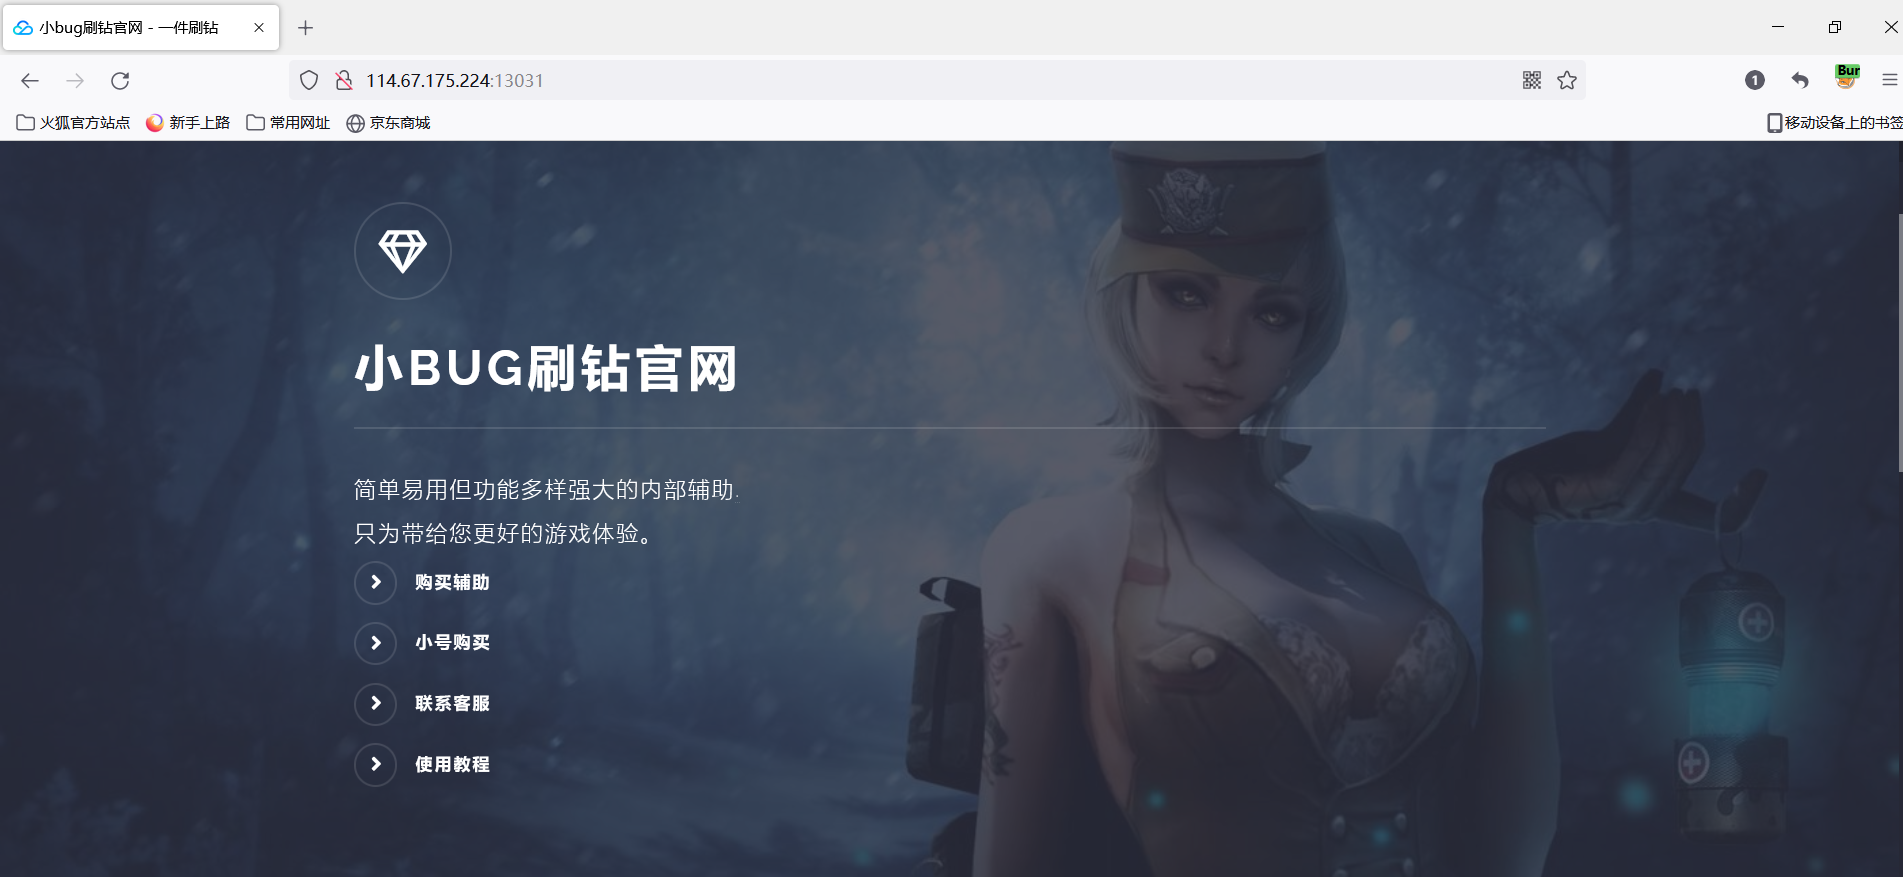 小bug刷钻官网 - 一件刷钻
114.67.175.224:13031
1
Bur
火狐官方站点
新手上路
常用网址
京东商城
移动设备上的书签
小BUG刷钻官网
简单易用但功能多样强大的内部辅助.
只为带给您更好的游戏体验。
购买辅助
小号购买
联系客服
使用教程